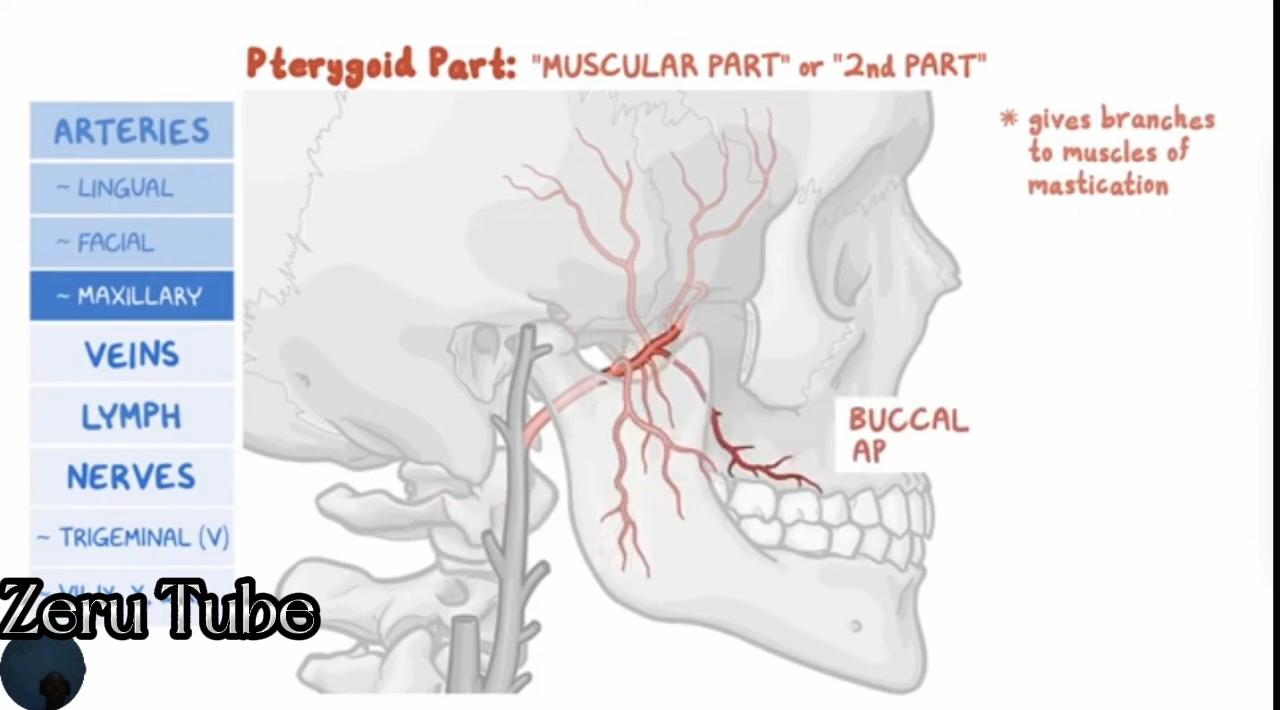 Pterygoid Part: "MUSCULAR PART" or "2nd PART"
ARTERIES
~ LINGUAL
~ FACIAL
~ MAXILLARY
VEINS
LYMPH
NERVES
~ TRIGEMINAL (V)
* gives branches
to muscles of
mastication
BUCCAL
AP
Zeru Tube